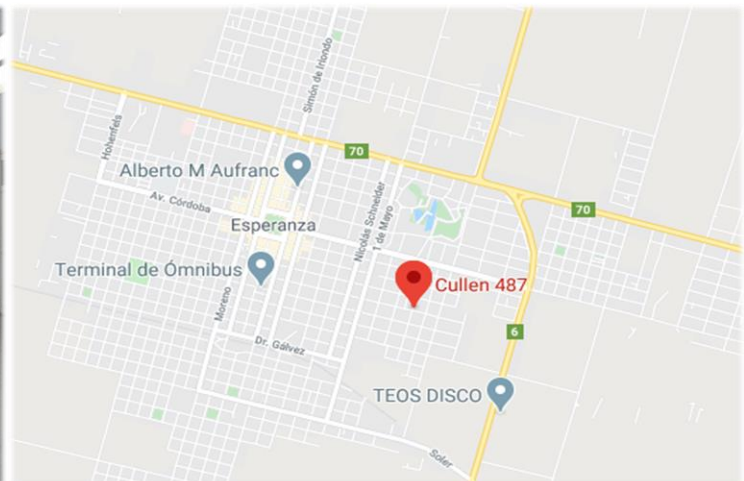 Simón de Iriondo
Hohenfels
70
Alberto M Aufranc
Av. Córdoba
Nicolás Schneider
1 de Mayo
70
Esperanza
Terminal de Ómnibus
Cullen 487
Moreno
6
Dr. Gálvez
TEOS DISCO
Soler